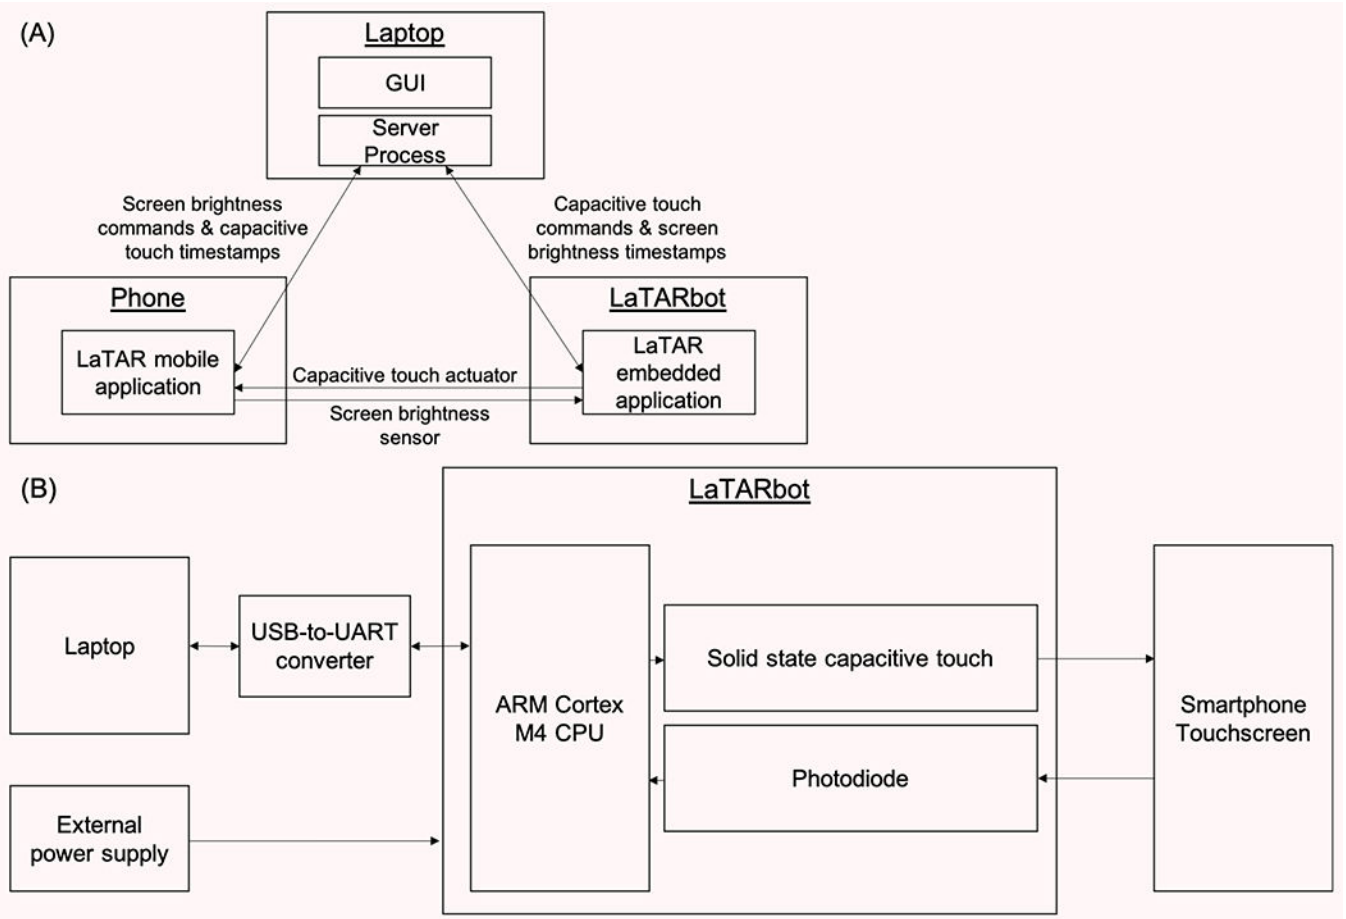 (A)
Laptop
GUI
Server
Process
Screen brightness
commands & capacitive
touch timestamps
Capacitive touch
commands & screen
brightness timestamps
Phone
LaTAR mobile
application
LaTARbot
LaTAR
embedded
application
Capacitive touch actuator
Screen brightness
sensor
(B)
LaTARbot
Laptop
USB-to-UART
converter
ARM Cortex
M4 CPU
Solid state capacitive touch
Photodiode
Smartphone
Touchscreen
External
power supply